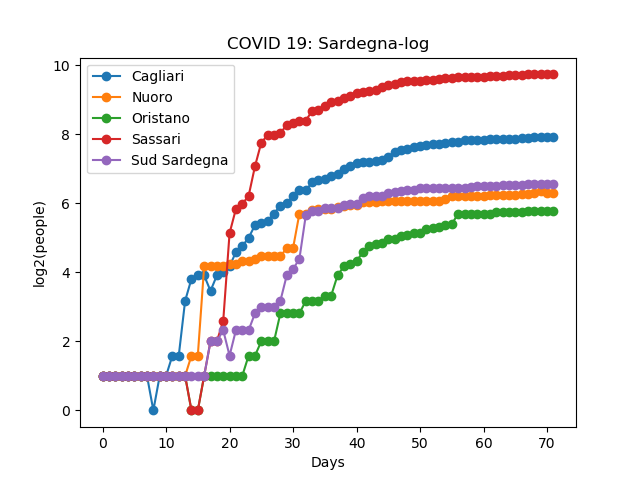 COVID 19: Sardegna-log
Cagliari
Nuoro
Oristano
Sassari
Sud Sardegna
log2(people)
10
8
6
4
2
0
0 10 20 30 40 50 60 70
Days